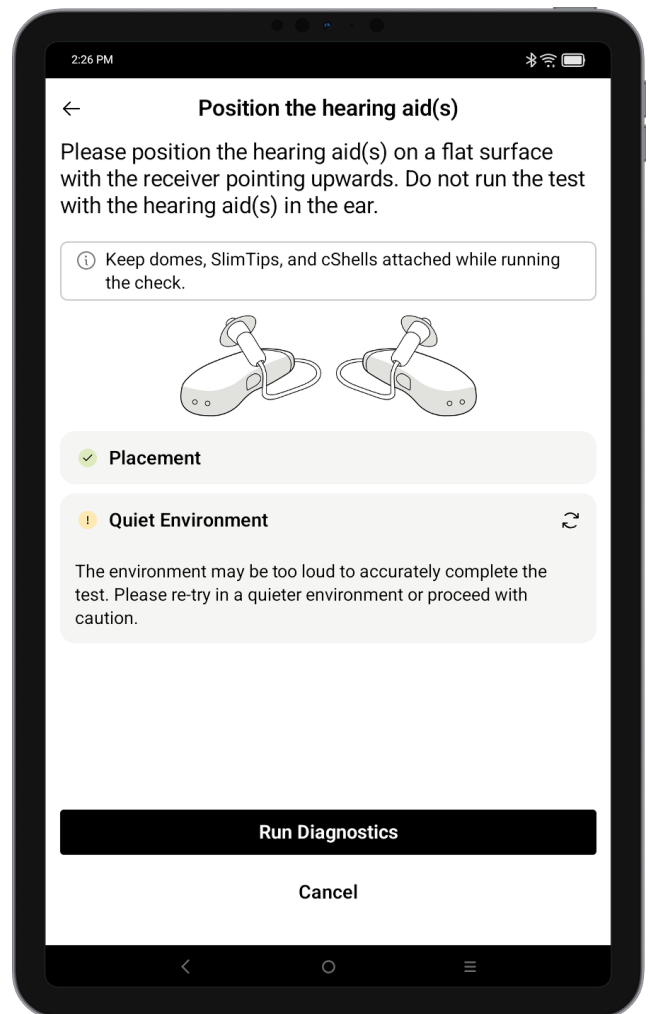 2:26 PM
Position the hearing aid(s)
Please position the hearing aid(s) on a flat surface
with the receiver pointing upwards. Do not run the test
with the hearing aid(s) in the ear.
Keep domes, SlimTips, and cShells attached while running
the check.
Placement
Quiet Environment
The environment may be too loud to accurately complete the
test. Please re-try in a quieter environment or proceed with
caution.
Run Diagnostics
Cancel